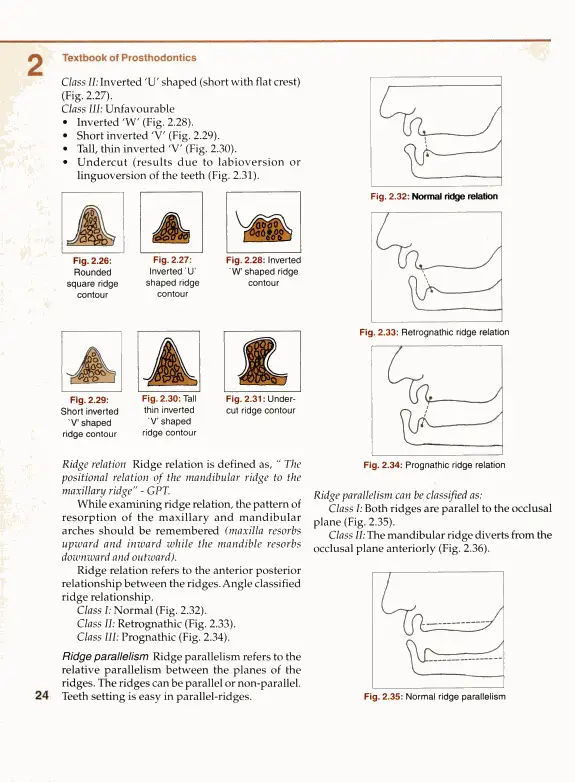 2
Textbook of Prosthodontics
Class II: Inverted ‘U’ shaped (short with flat crest)
(Fig. 2.27).
Class III: Unfavourable
• Inverted ‘W’ (Fig. 2.28).
• Short inverted ‘V’ (Fig. 2.29).
• Tall, thin inverted ‘V’ (Fig. 2.30).
• Undercut (results due to labioversion or
linguoversion of the teeth (Fig. 2.31).
Fig. 2.26:
Rounded
square ridge
contour
Fig. 2.27:
Inverted `U'
shaped ridge
contour
Fig. 2.28: Inverted
`W' shaped ridge
contour
Fig. 2.29:
Short inverted
`V' shaped
ridge contour
Fig. 2.30: Tall
thin inverted
`V' shaped
ridge contour
Fig. 2.31: Under-
cut ridge contour
Ridge relation Ridge relation is defined as, " The
positional relation of the mandibular ridge to the
maxillary ridge" - GPT.
While examining ridge relation, the pattern of
resorption of the maxillary and mandibular
arches should be remembered (maxilla resorbs
upward and inward while the mandible resorbs
downward and outward).
Ridge relation refers to the anterior posterior
relationship between the ridges. Angle classified
ridge relationship.
Class I: Normal (Fig. 2.32).
Class II: Retrognathic (Fig. 2.33).
Class III: Prognathic (Fig. 2.34).
Ridge parallelism Ridge parallelism refers to the
relative parallelism between the planes of the
ridges. The ridges can be parallel or non-parallel.
Teeth setting is easy in parallel-ridges.
24
Fig. 2.32: Normal ridge relation
Fig. 2.33: Retrognathic ridge relation
Fig. 2.34: Prognathic ridge relation
Ridge parallelism can be classified as:
Class I: Both ridges are parallel to the occlusal
plane (Fig. 2.35).
Class II: The mandibular ridge diverts from the
occlusal plane anteriorly (Fig. 2.36).
Fig. 2.35: Normal ridge parallelism